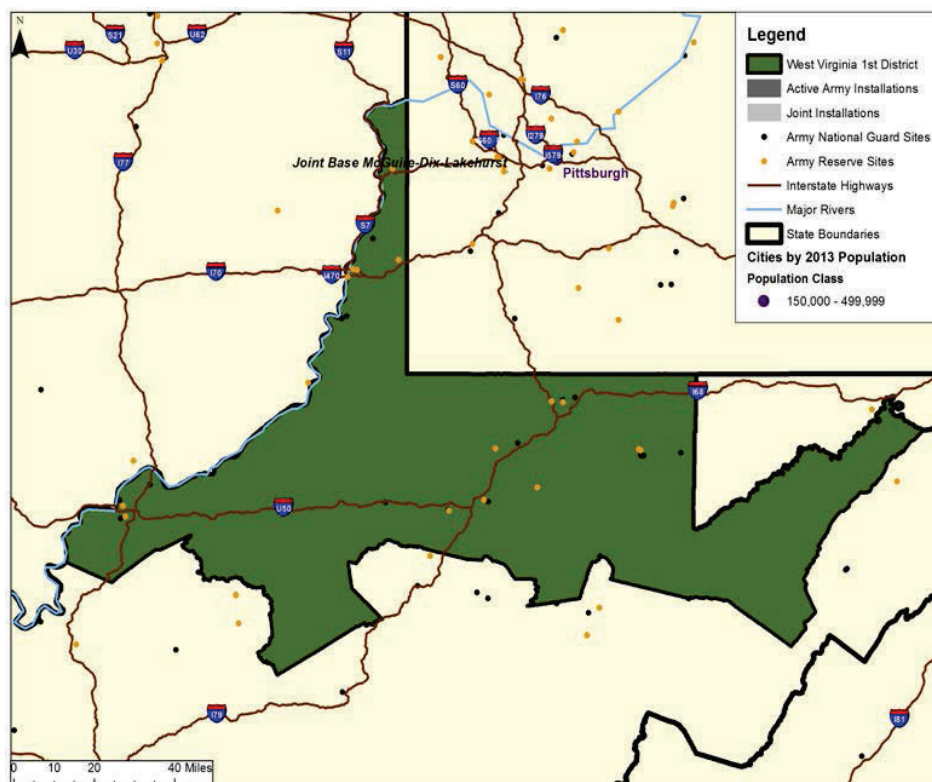 N
S21
U62
U30
S11
S60
I76
I77
S60
I279
I579
Joint Base McGuire-Dix-Lakehurst
Pittsburgh
S7
I70
I470
I68
U50
I79
I81
0 10 20 40 Miles
Legend
West Virginia 1st District
Active Army Installations
Joint Installations
Army National Guard Sites
Army Reserve Sites
Interstate Highways
Major Rivers
State Boundaries
Cities by 2013 Population
Population Class
150,000 - 499,999